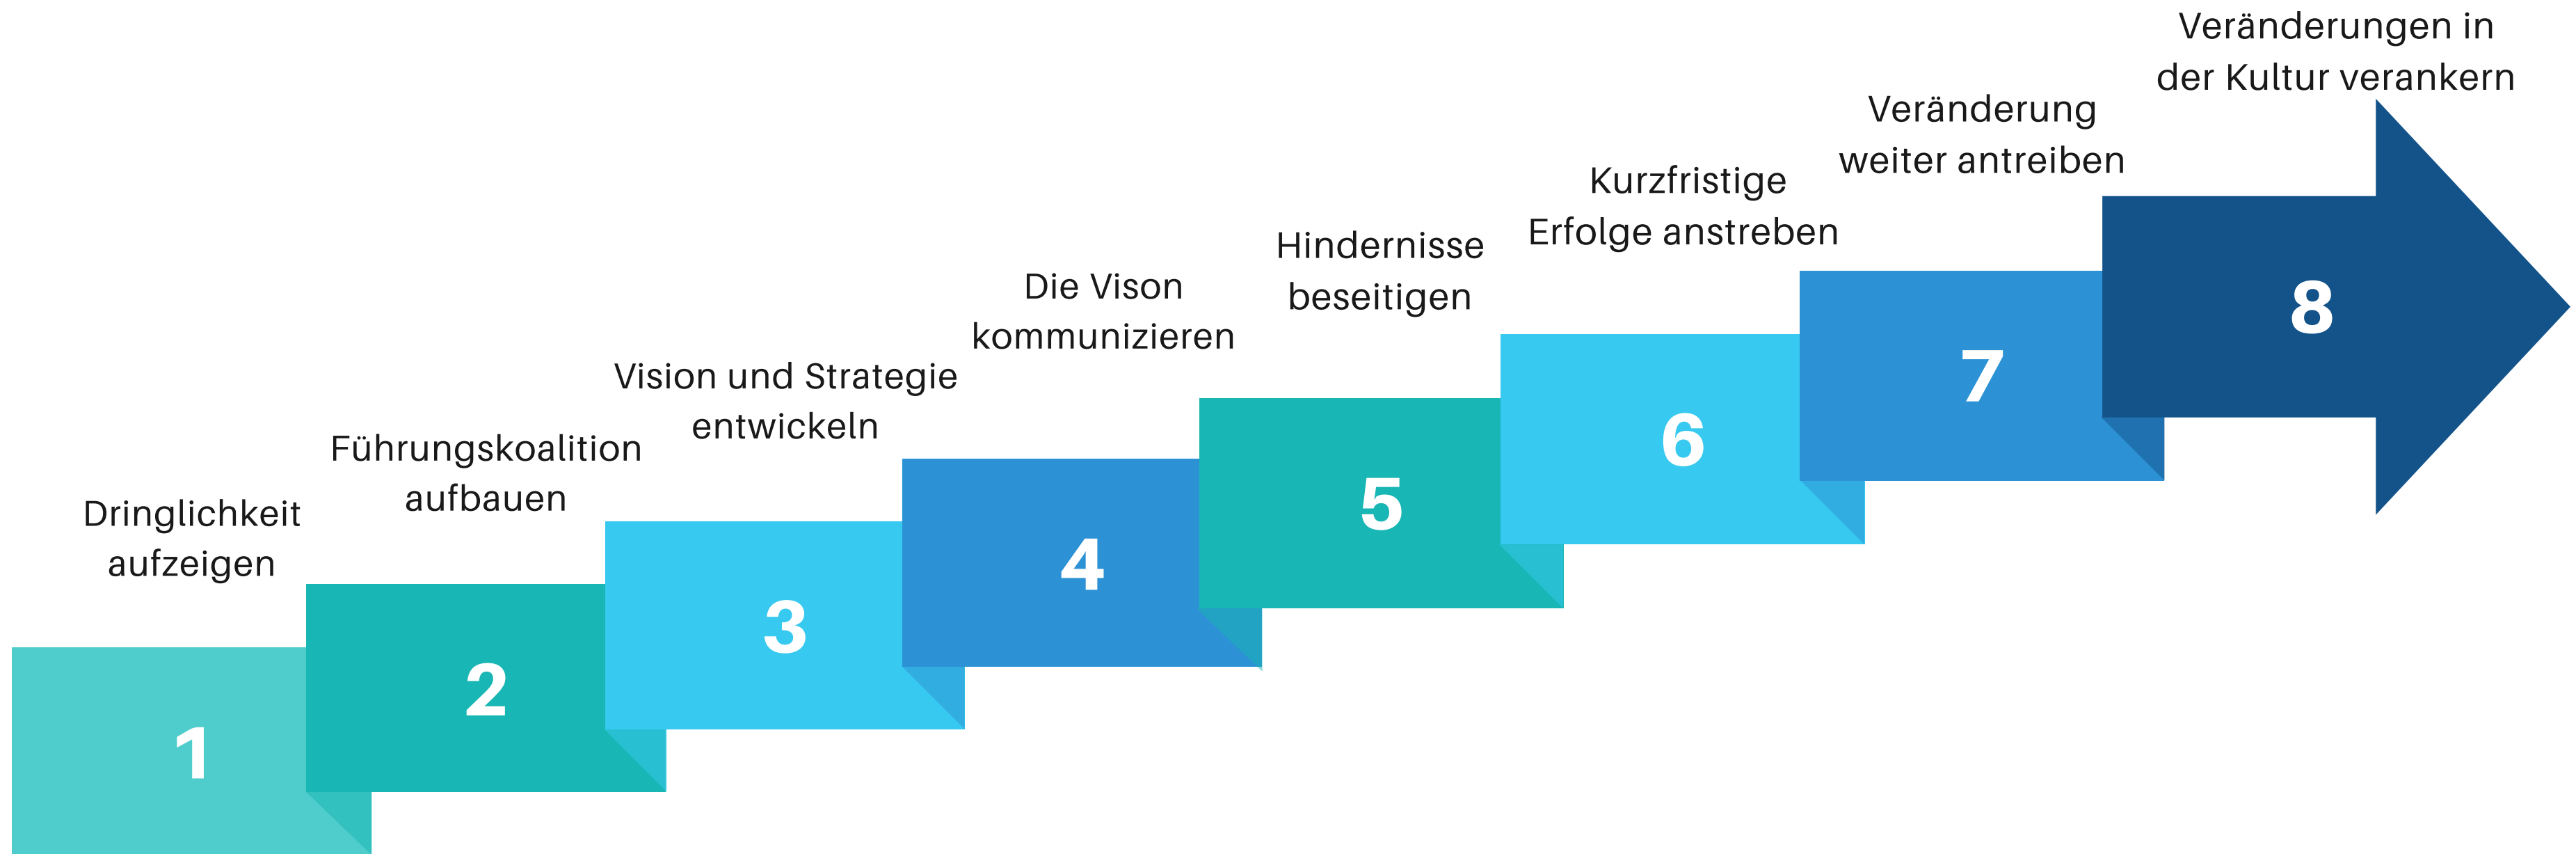 Dringlichkeit
aufzeigen
1
Führungskoalition
aufbauen
2
Vision und Strategie
entwickeln
3
Die Vison
kommunizieren
4
Hindernisse
beseitigen
5
Kurzfristige
Erfolge anstreben
6
Veränderung
weiter antreiben
7
Veränderungen in
der Kultur verankern
8